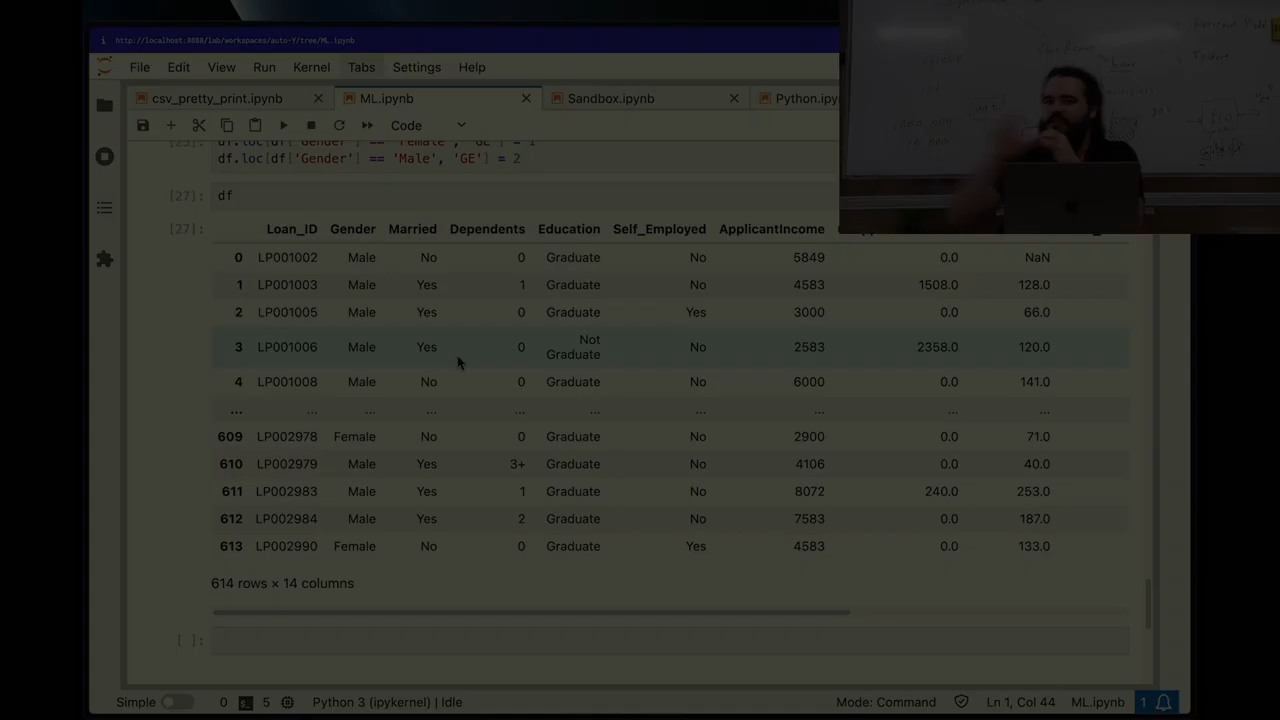 http://localhost:8888/lab/workspaces/auto-Y/tree/ML.ipynb
File Edit View Run Kernel Tabs Settings Help
csv_pretty_print.ipynb ML.ipynb Sandbox.ipynb Python.ipy
Code
df.loc[df['Gender'] == 'Female', 'GE'] = 1
df.loc[df['Gender'] == 'Male', 'GE'] = 2
[27]: df
[27]: Loan_ID Gender Married Dependents Education Self_Employed ApplicantIncome
0 LP001002 Male No 0 Graduate No 5849 0.0 NaN
1 LP001003 Male Yes 1 Graduate No 4583 1508.0 128.0
2 LP001005 Male Yes 0 Graduate Yes 3000 0.0 66.0
3 LP001006 Male Yes 0 Not Graduate No 2583 2358.0 120.0
4 LP001008 Male No 0 Graduate No 6000 0.0 141.0
... ... ... ... ... ... ... ... ... ...
609 LP002978 Female No 0 Graduate No 2900 0.0 71.0
610 LP002979 Male Yes 3+ Graduate No 4106 0.0 40.0
611 LP002983 Male Yes 1 Graduate No 8072 240.0 253.0
612 LP002984 Male Yes 2 Graduate No 7583 0.0 187.0
613 LP002990 Female No 0 Graduate Yes 4583 0.0 133.0
614 rows × 14 columns
[ ]:
Simple 0 5 Python 3 (ipykernel) | Idle Mode: Command Ln 1, Col 44 ML.ipynb 1